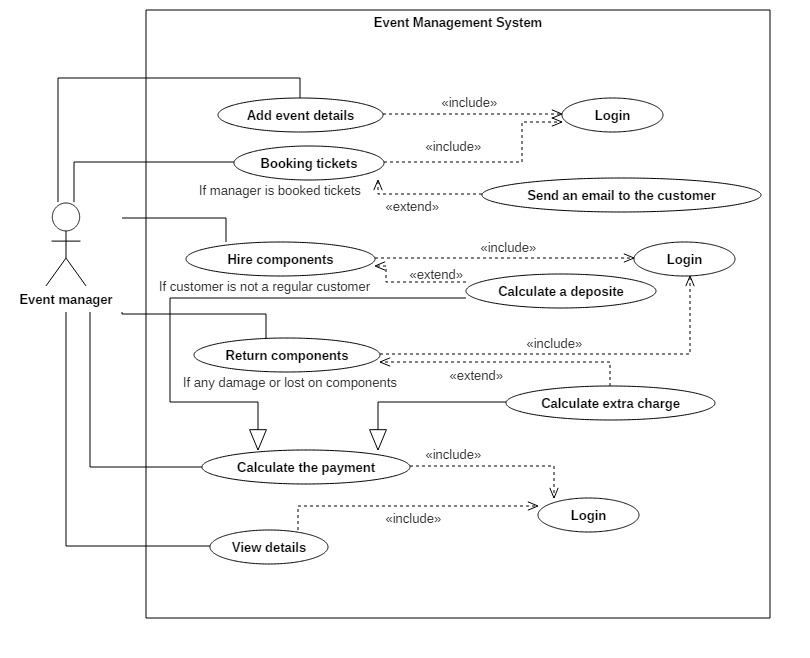 Event Management System
«include»
Add event details
Login
«include»
Booking tickets
If manager is booked tickets
Send an email to the customer
«extend»
«include»
Hire components
Login
«extend»
If customer is not a regular customer
Calculate a deposite
Event manager
«include»
Return components
«extend»
If any damage or lost on components
Calculate extra charge
«include»
Calculate the payment
«include»
Login
View details